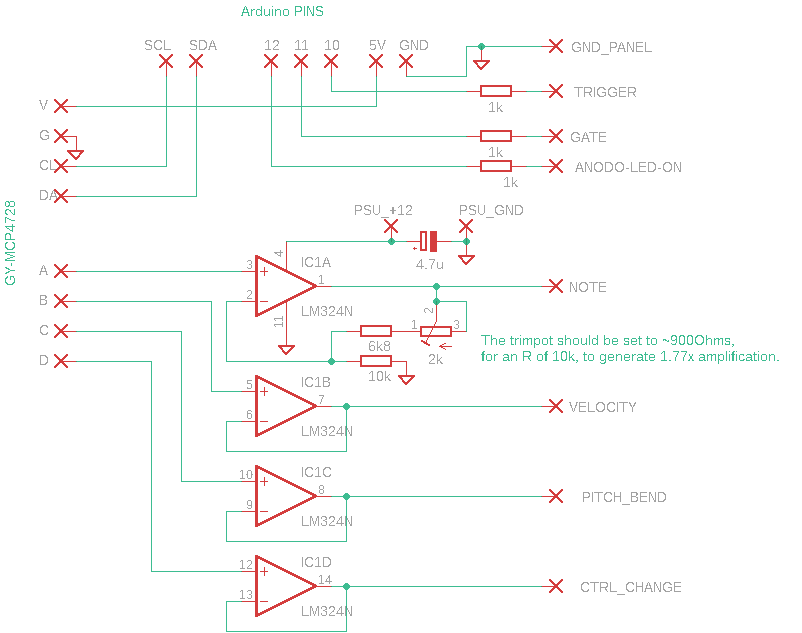 Arduino PINS
SCL SDA 12 11 10 5V GND
GND_PANEL
TRIGGER
1k
V
G
GATE
1k
CL
ANODO-LED-ON
1k
DA
GY-MCP4728
PSU_+12 PSU_GND
4
IC1A
4.7u
A 3 + 1
B 2 -
NOTE
LM324N
11
2
1 3
C
6k8
2k
The trimpot should be set to ~900Ohms,
for an R of 10k, to generate 1.77x amplification.
D
10k
IC1B
5 + 7
6 -
VELOCITY
LM324N
IC1C
10 + 8
9 -
PITCH_BEND
LM324N
IC1D
12 + 14
13 -
CTRL_CHANGE
LM324N